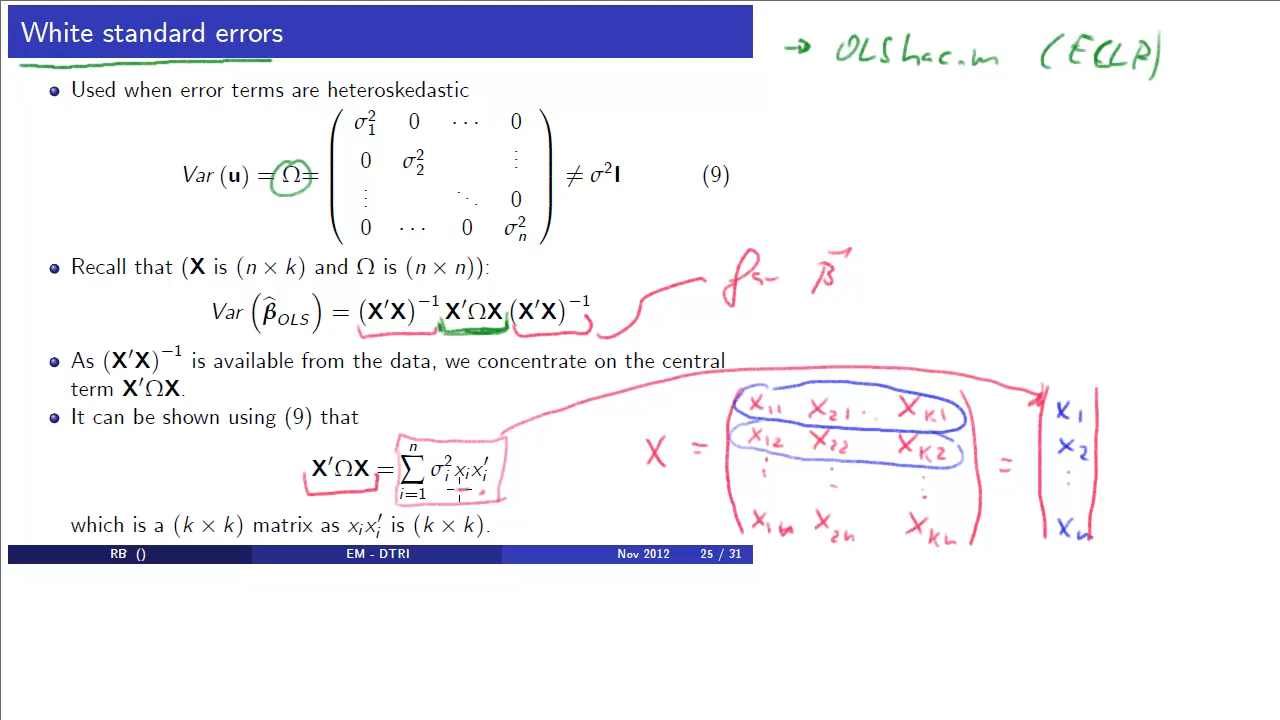 White standard errors
→ OLShac.m (ECLR)
• Used when error terms are heteroskedastic
Var (u) = Ω = ( σ₁² 0 ⋯ 0
0 σ₂² ⋮
⋮ ⋱ 0
0 ⋯ 0 σₙ² ) ≠ σ²I (9)
• Recall that (X is (n × k) and Ω is (n × n)):
Var (β̂_OLS) = (X′X)⁻¹ X′ΩX (X′X)⁻¹
β
• As (X′X)⁻¹ is available from the data, we concentrate on the central
term X′ΩX.
• It can be shown using (9) that
X′ΩX = ∑ⁿᵢ₌₁ σᵢ² xᵢxᵢ′
which is a (k × k) matrix as xᵢxᵢ′ is (k × k).
X = ( x₁₁ x₂₁ .. x_K1
x₁₂ x₂₂ x_K2
⋮ ⋮ ⋮
x₁ₙ x₂ₙ x_Kn )
= ( x₁
x₂
⋮
xₙ )
RB () EM - DTRI Nov 2012 25 / 31